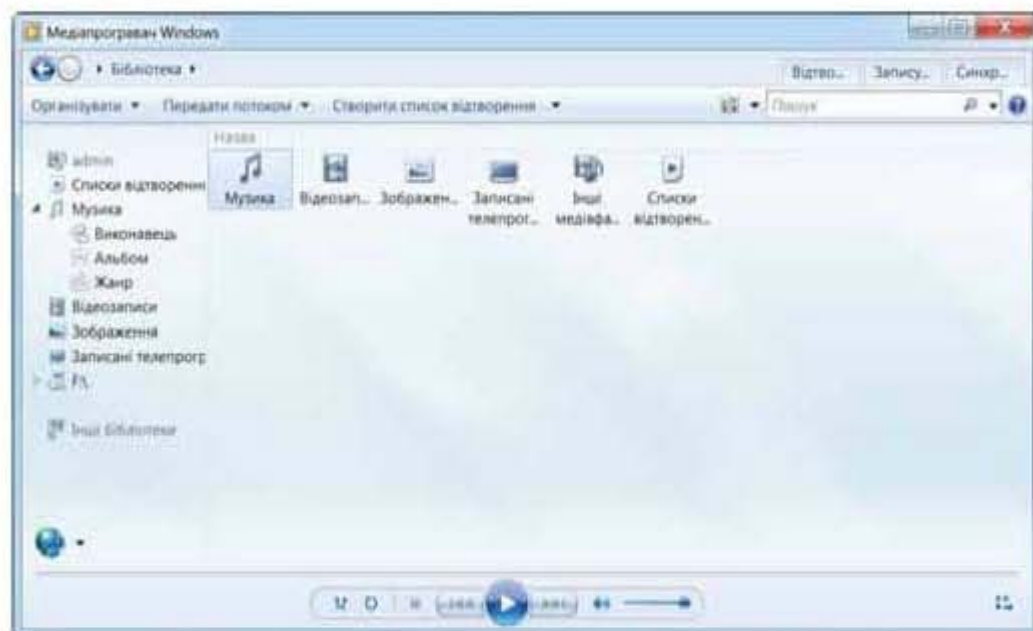 Медіапрогравач Windows
Бібліотека
Відтво... Запису... Синхр...
Організувати Передати потоком Створити список відтворення Пошук
Назва
admin
Списки відтворенн
Музика
Виконавець
Альбом
Жанр
Відеозаписи
Зображення
Записані телепрогр
F:\
Інші бібліотеки
Музика Відеозап... Зображен... Записані телепрог... Інші медіафа... Списки відтворен...